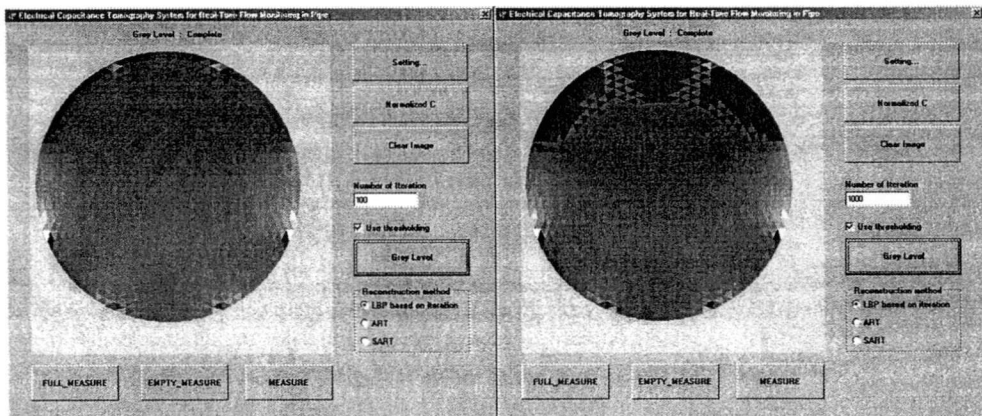 Electrical Capacitance Tomography System for Real-Time Flow Monitoring in Pipe
Grey Level : Complete
Setting...
Normalized C
Clear Image
Number of Iteration
100
Use thresholding
Grey Level
Reconstruction method
LBP based on iteration
ART
SART
FULL_MEASURE
EMPTY_MEASURE
MEASURE
Electrical Capacitance Tomography System for Real-Time Flow Monitoring in Pipe
Grey Level : Complete
Setting...
Normalized C
Clear Image
Number of Iteration
1000
Use thresholding
Grey Level
Reconstruction method
LBP based on iteration
ART
SART
FULL_MEASURE
EMPTY_MEASURE
MEASURE